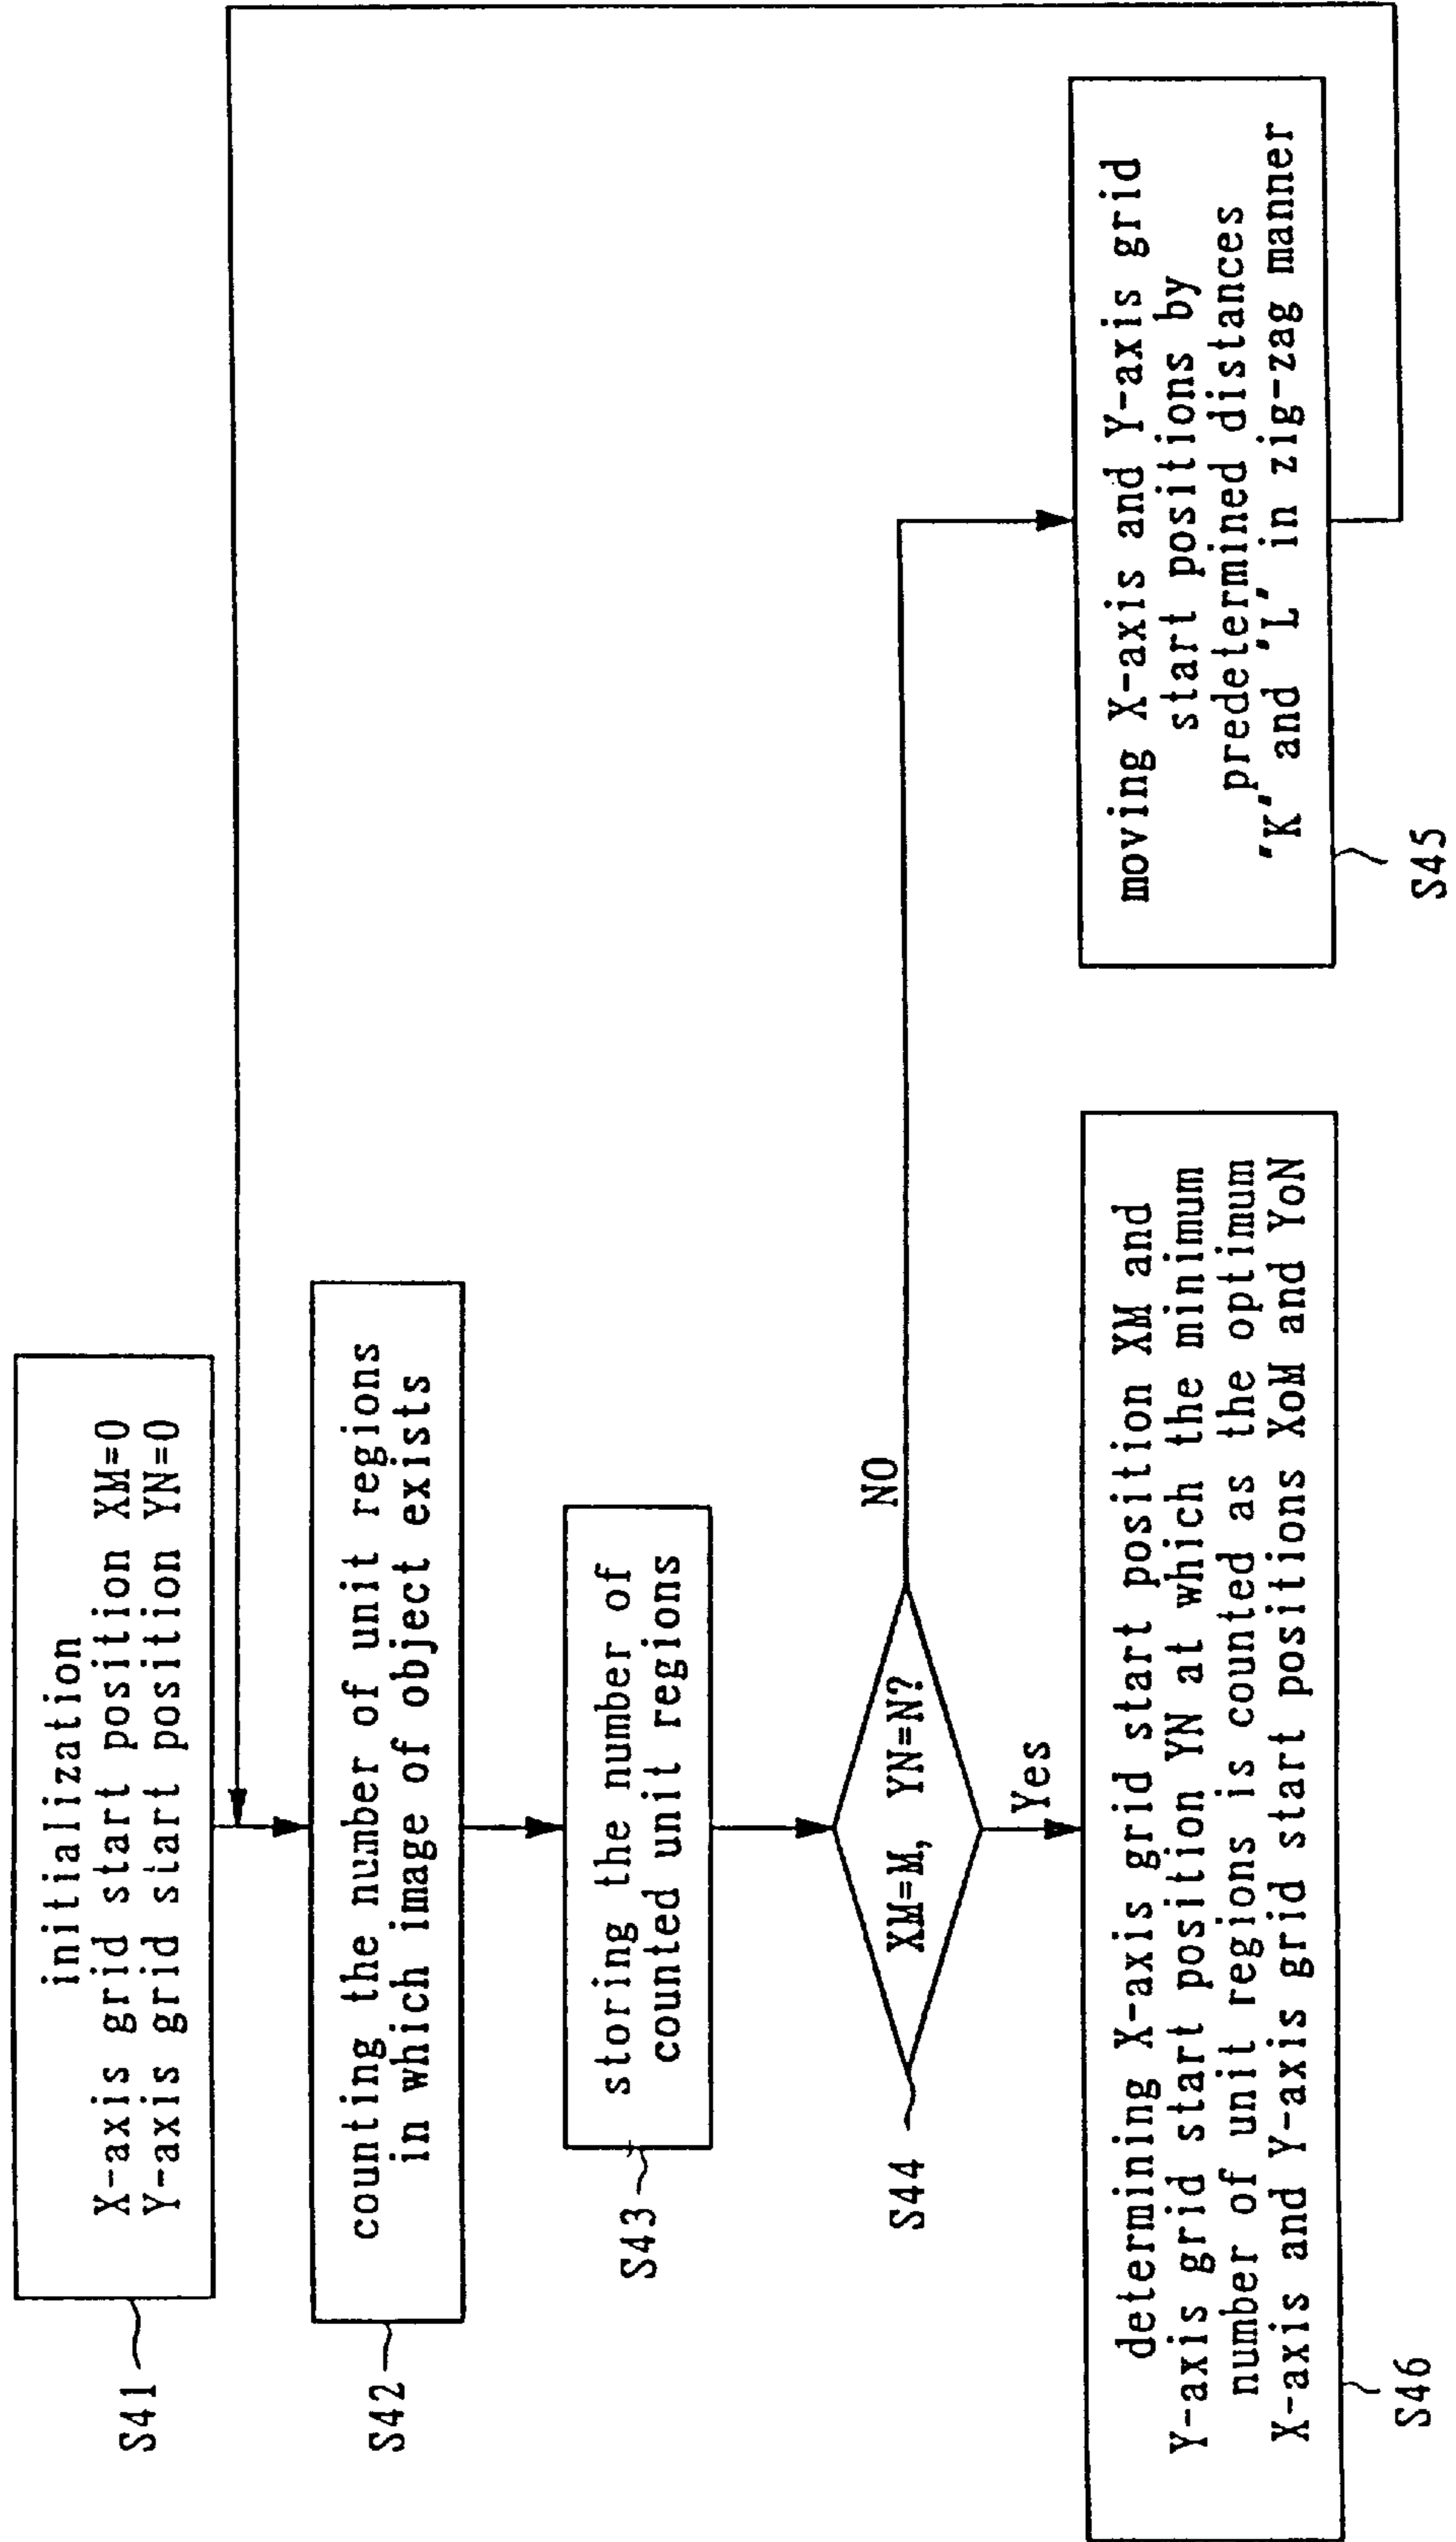 initialization
X-axis grid start position XM=0
Y-axis grid start position YN=0
S41
counting the number of unit regions
in which image of object exists
S42
storing the number of
counted unit regions
S43
XM=M, YN=N?
S44
NO
Yes
moving X-axis and Y-axis grid
start positions by
predetermined distances
'K' and 'L' in zig-zag manner
S45
determining X-axis grid start position XM and
Y-axis grid start position YN at which the minimum
number of unit regions is counted as the optimum
X-axis and Y-axis grid start positions XoM and YoN
S46